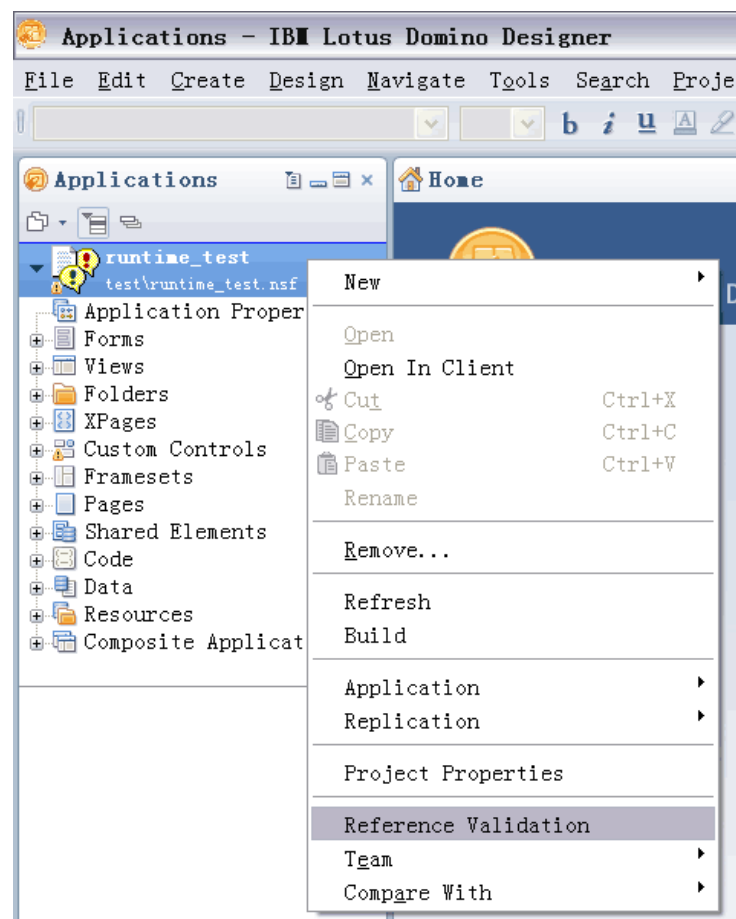 Applications - IBM Lotus Domino Designer
File Edit Create Design Navigate Tools Search Proje
b i u A
Applications
Home
runtime_test
test\runtime_test.nsf
D
Application Proper
Forms
Views
Folders
XPages
Custom Controls
Framesets
Pages
Shared Elements
Code
Data
Resources
Composite Applicat
New
Open
Open In Client
Cut Ctrl+X
Copy Ctrl+C
Paste Ctrl+V
Rename
Remove...
Refresh
Build
Application
Replication
Project Properties
Reference Validation
Team
Compare With